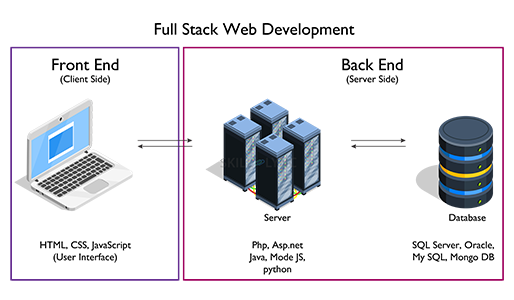 Full Stack Web Development
Front End
(Client Side)
Back End
(Server Side)
Server
Database
HTML, CSS, JavaScript
(User Interface)
Php, Asp.net
Java, Mode JS,
python
SQL Server, Oracle,
My SQL, Mongo DB